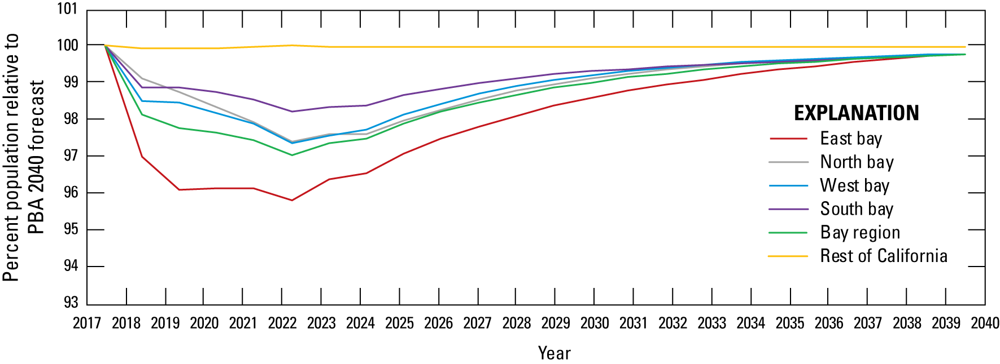 Percent population relative to
PBA 2040 forecast
101
100
99
98
97
96
95
94
93
2017 2018 2019 2020 2021 2022 2023 2024 2025 2026 2027 2028 2029 2030 2031 2032 2033 2034 2035 2036 2037 2038 2039 2040
Year
EXPLANATION
East bay
North bay
West bay
South bay
Bay region
Rest of California